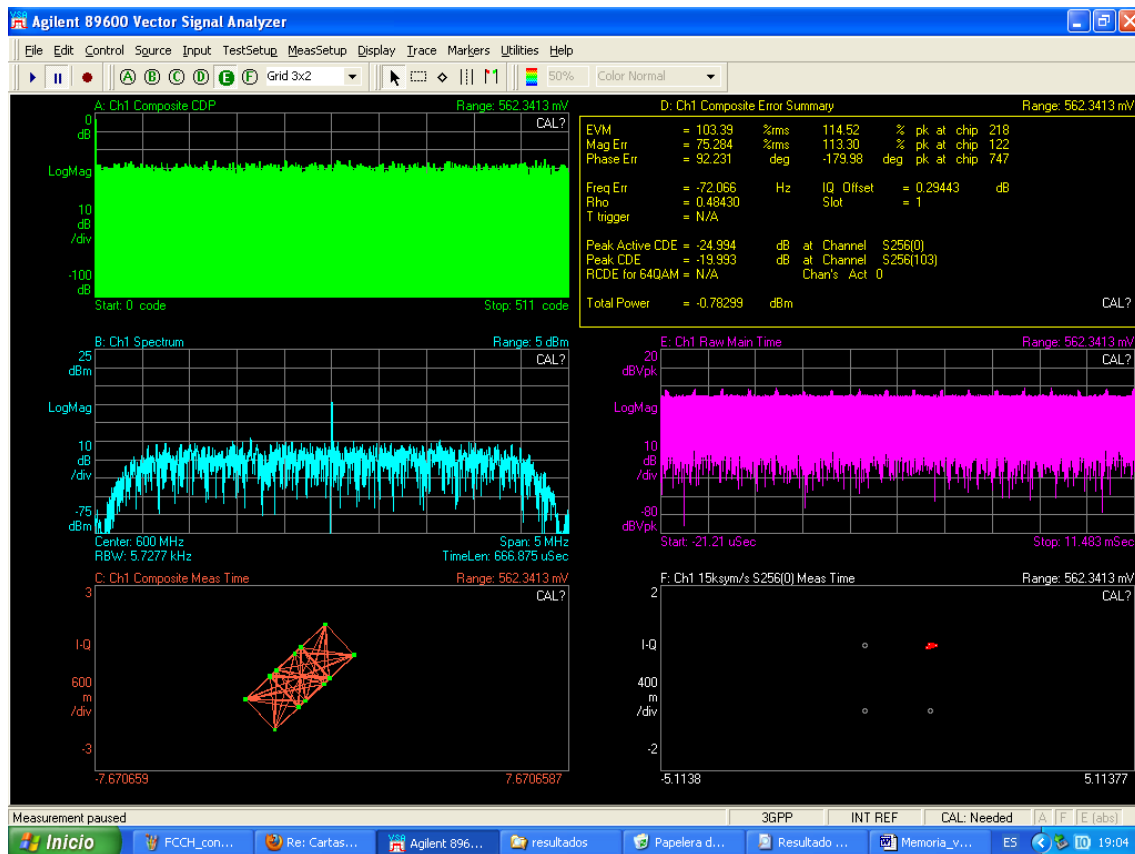 Agilent 89600 Vector Signal Analyzer
File Edit Control Source Input TestSetup MeasSetup Display Trace Markers Utilities Help
A B C D E F Grid 3x2 50% Color Normal
A: Ch1 Composite CDP Range: 562.3413 mV
0
dB
CAL?
LogMag
10
dB
/div
-100
dB
Start: 0 code Stop: 511 code
D: Ch1 Composite Error Summary Range: 562.3413 mV
EVM = 103.39 %rms 114.52 % pk at chip 218
Mag Err = 75.284 %rms 113.30 % pk at chip 122
Phase Err = 92.231 deg -179.98 deg pk at chip 747
Freq Err = -72.066 Hz IQ Offset = 0.29443 dB
Rho = 0.48430 Slot = 1
T trigger = N/A
Peak Active CDE = -24.994 dB at Channel S256(0)
Peak CDE = -19.993 dB at Channel S256(103)
RCDE for 64QAM = N/A Chan's Act 0
Total Power = -0.78299 dBm CAL?
B: Ch1 Spectrum Range: 5 dBm
25
dBm
CAL?
LogMag
10
dB
/div
-75
dBm
Center: 600 MHz Span: 5 MHz
RBW: 5.7277 kHz TimeLen: 666.875 uSec
E: Ch1 Raw Main Time Range: 562.3413 mV
20
dBVpk
CAL?
LogMag
10
dB
/div
-80
dBVpk
Start: -21.21 uSec Stop: 11.483 mSec
C: Ch1 Composite Meas Time Range: 562.3413 mV
3
CAL?
I-Q
600
m
/div
-3
-7.670659 7.6706587
F: Ch1 15ksym/s S256(0) Meas Time Range: 562.3413 mV
2
CAL?
I-Q
400
m
/div
-2
-5.1138 5.11377
Measurement paused 3GPP INT REF CAL: Needed A F E (abs)
Inicio FCCH_con... Re: Cartas... Agilent 896... resultados Papelera d... Resultado ... Memoria_v... ES 19:04